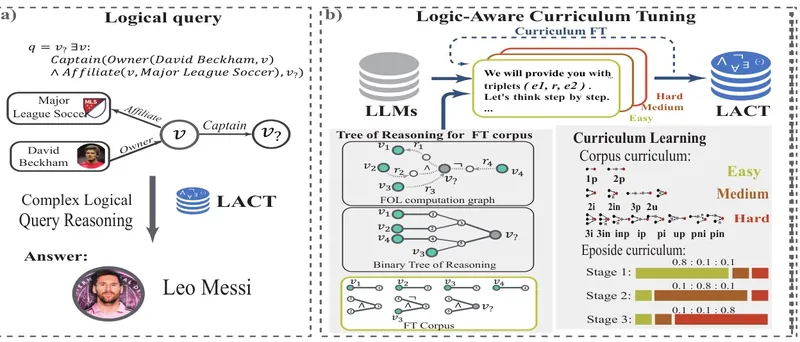 a)
Logical query
q = v? ∃v:
Captain(Owner(David Beckham, v)
∧ Affiliate(v, Major League Soccer), v?)
Major
League Soccer
MLS
Affiliate
David
Beckham
Owner
v
Captain
v?
Complex Logical
Query Reasoning
LACT
Answer:
Leo Messi
b)
Logic-Aware Curriculum Tuning
Curriculum FT
LLMs
We will provide you with
triplets ( e1, r, e2 ) .
Let's think step by step.
...
Hard
Medium
Easy
LACT
Tree of Reasoning for FT corpus
v1 r1
v2 r2 ∧ ¬ r4 v4
v?
v3 r3
FOL computation graph
v1
v2
v4
v?
v3
Binary Tree of Reasoning
v1 v2 v3 v4
∧ ¬ ∧ ∧ v?
v3
FT Corpus
Curriculum Learning
Corpus curriculum:
1p 2p
Easy
2i 2in 3p 2u
Medium
3i 3in inp ip pi up pni pin
Hard
Eposide curriculum:
0.8 : 0.1 : 0.1
Stage 1:
0.1 : 0.8 : 0.1
Stage 2:
0.1 : 0.1 : 0.8
Stage 3: